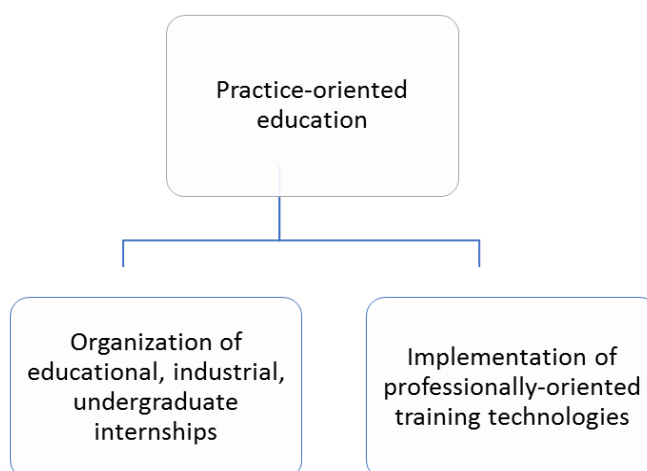 Practice-oriented
education
Organization of
educational, industrial,
undergraduate
internships
Implementation of
professionally-oriented
training technologies